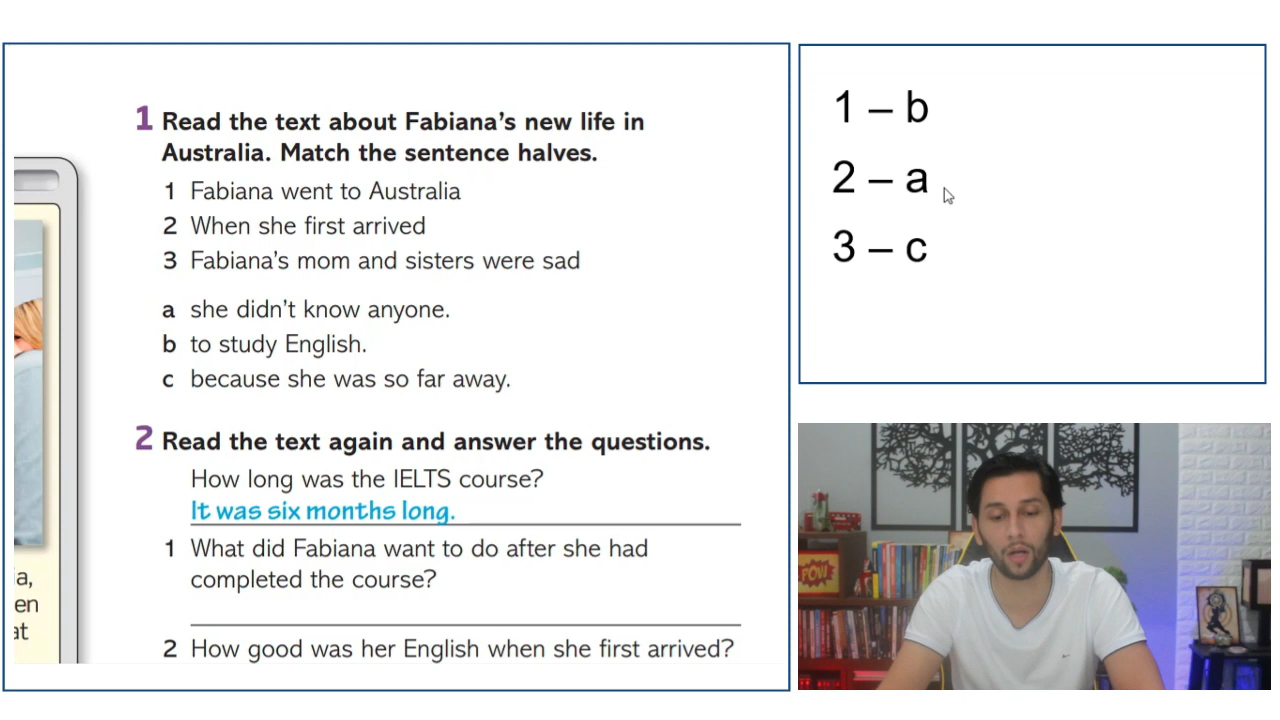 1 Read the text about Fabiana's new life in
Australia. Match the sentence halves.
1 Fabiana went to Australia
2 When she first arrived
3 Fabiana's mom and sisters were sad
a she didn't know anyone.
b to study English.
c because she was so far away.
2 Read the text again and answer the questions.
How long was the IELTS course?
It was six months long.
1 What did Fabiana want to do after she had
completed the course?
2 How good was her English when she first arrived?
a,
en
at
1 – b
2 – a
3 – c
POW